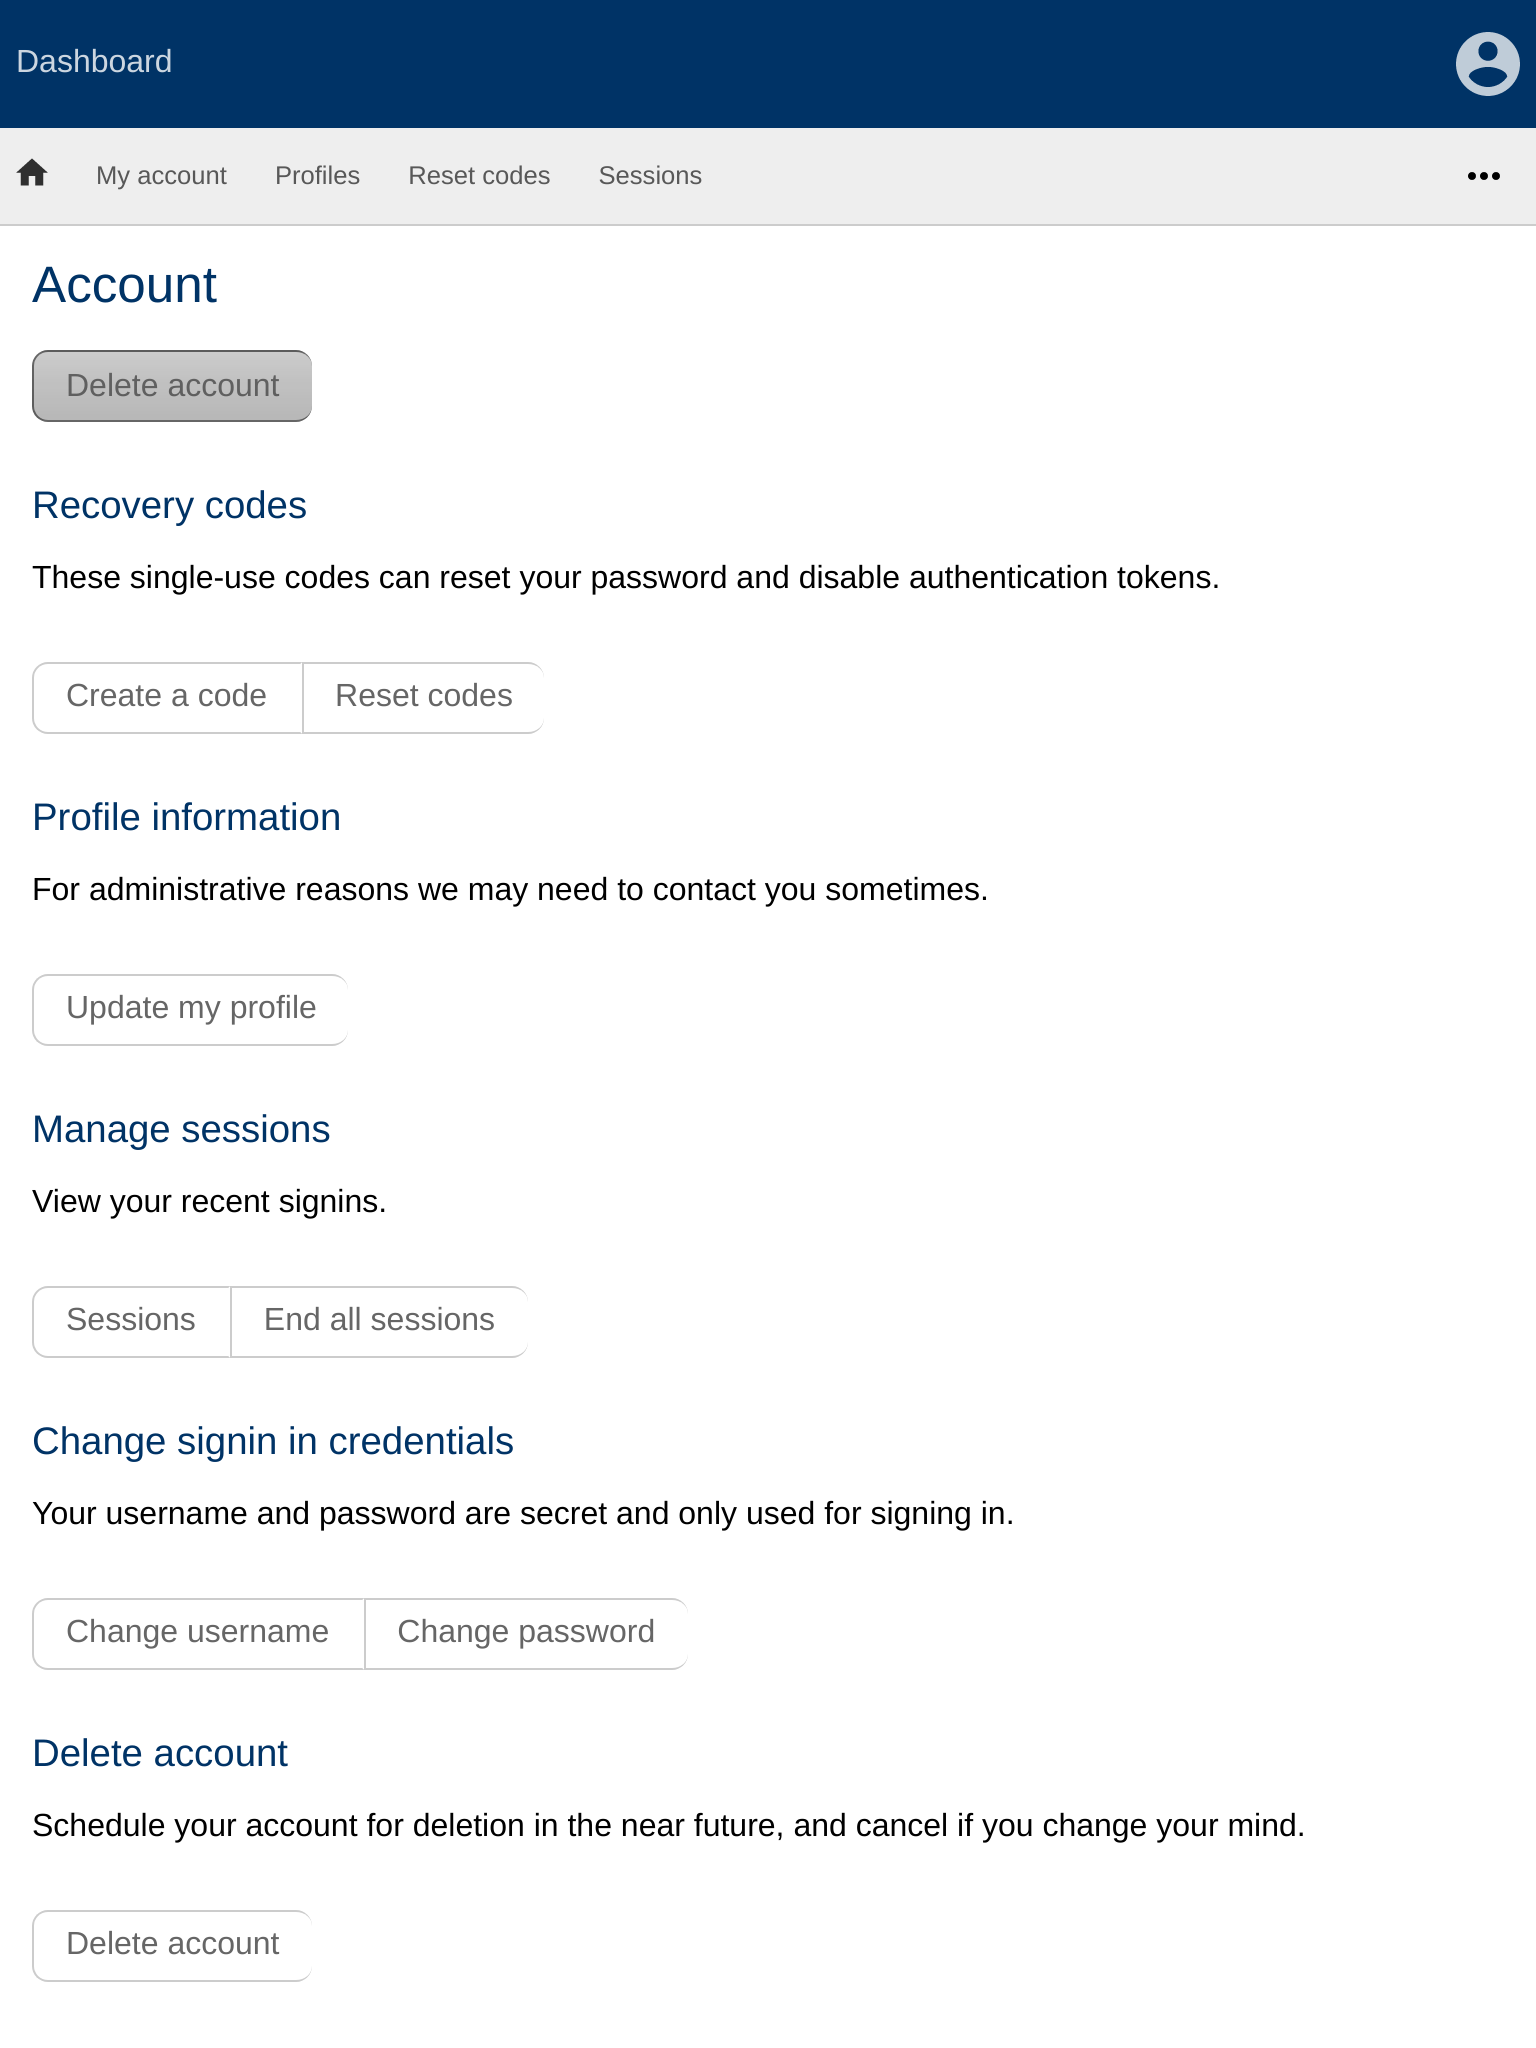 Dashboard
My account Profiles Reset codes Sessions
Account
Delete account
Recovery codes
These single-use codes can reset your password and disable authentication tokens.
Create a code Reset codes
Profile information
For administrative reasons we may need to contact you sometimes.
Update my profile
Manage sessions
View your recent signins.
Sessions End all sessions
Change signin in credentials
Your username and password are secret and only used for signing in.
Change username Change password
Delete account
Schedule your account for deletion in the near future, and cancel if you change your mind.
Delete account